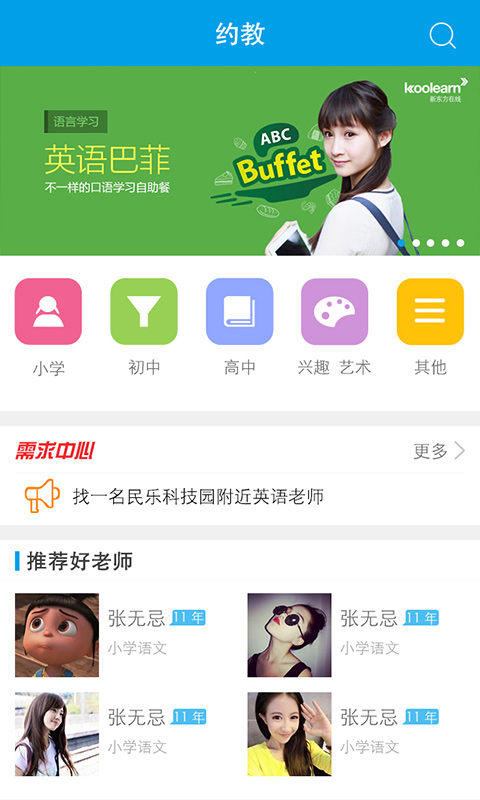 约教
koolearn
新东方在线
语言学习
英语巴菲
不一样的口语学习自助餐
ABC
Buffet
小学
初中
高中
兴趣 艺术
其他
需求中心
更多
找一名民乐科技园附近英语老师
推荐好老师
张无忌 11年
小学语文
张无忌 11年
小学语文
张无忌 11年
小学语文
张无忌 11年
小学语文